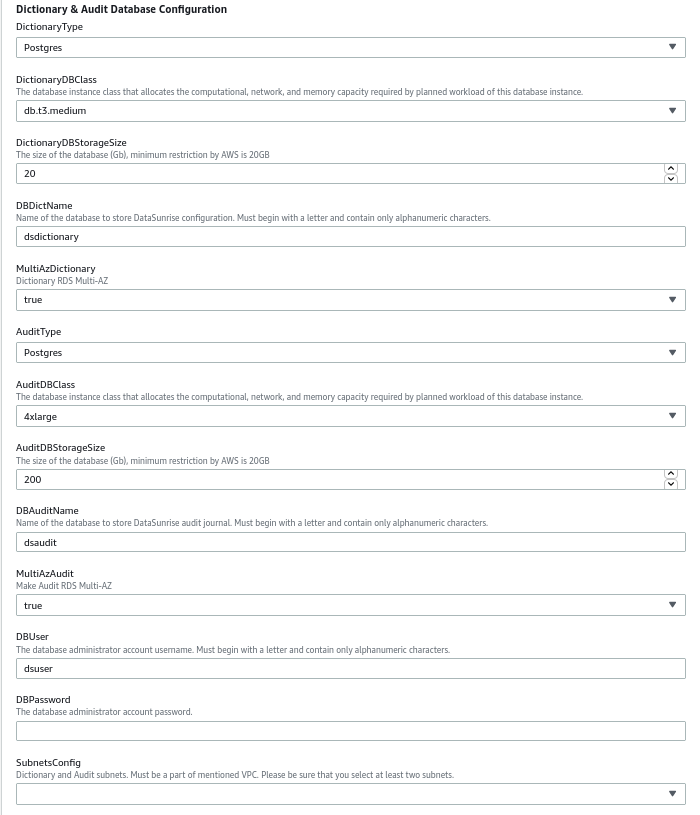 Dictionary & Audit Database Configuration
DictionaryType
Postgres
DictionaryDBClass
The database instance class that allocates the computational, network, and memory capacity required by planned workload of this database instance.
db.t3.medium
DictionaryDBStorageSize
The size of the database (Gb), minimum restriction by AWS is 20GB
20
DBDictName
Name of the database to store DataSunrise configuration. Must begin with a letter and contain only alphanumeric characters.
dsdictionary
MultiAzDictionary
Dictionary RDS Multi-AZ
true
AuditType
Postgres
AuditDBClass
The database instance class that allocates the computational, network, and memory capacity required by planned workload of this database instance.
4xlarge
AuditDBStorageSize
The size of the database (Gb), minimum restriction by AWS is 20GB
200
DBAuditName
Name of the database to store DataSunrise audit journal. Must begin with a letter and contain only alphanumeric characters.
dsaudit
MultiAzAudit
Make Audit RDS Multi-AZ
true
DBUser
The database administrator account username. Must begin with a letter and contain only alphanumeric characters.
dsuser
DBPassword
The database administrator account password.
SubnetsConfig
Dictionary and Audit subnets. Must be a part of mentioned VPC. Please be sure that you select at least two subnets.